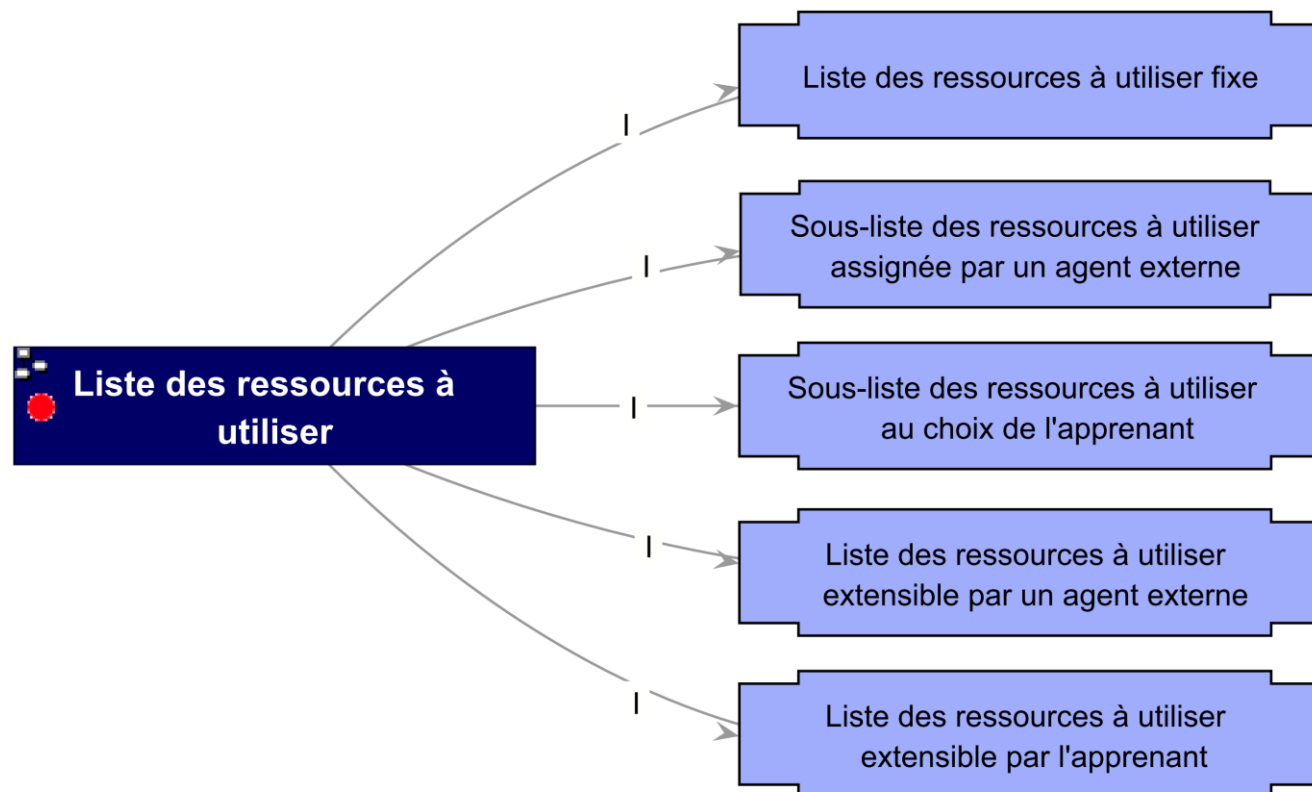 Liste des ressources à utiliser fixe
I
Sous-liste des ressources à utiliser
assignée par un agent externe
I
Liste des ressources à
utiliser
I
Sous-liste des ressources à utiliser
au choix de l'apprenant
I
Liste des ressources à utiliser
extensible par un agent externe
I
Liste des ressources à utiliser
extensible par l'apprenant